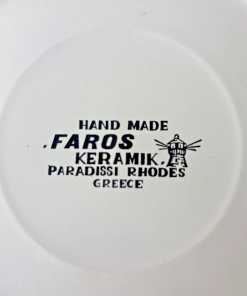 HAND MADE
.FAROS
KERAMIK.
PARADISSI RHODES
GREECE